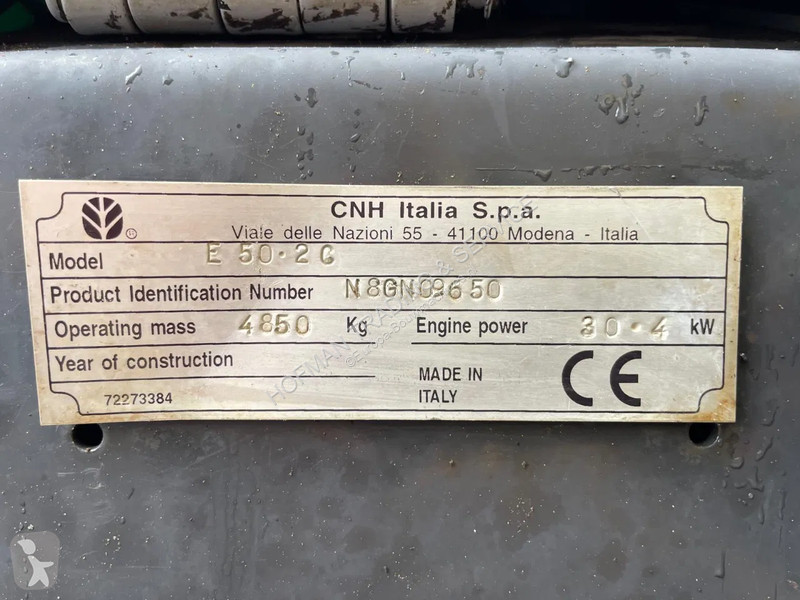 CNH Italia S.p.a.
Viale delle Nazioni 55 - 41100 Modena - Italia
Model E 50·2C
Product Identification Number N8GN09650
Operating mass 4850 Kg Engine power 30·4 kW
Year of construction
MADE IN
ITALY
CE
72273384